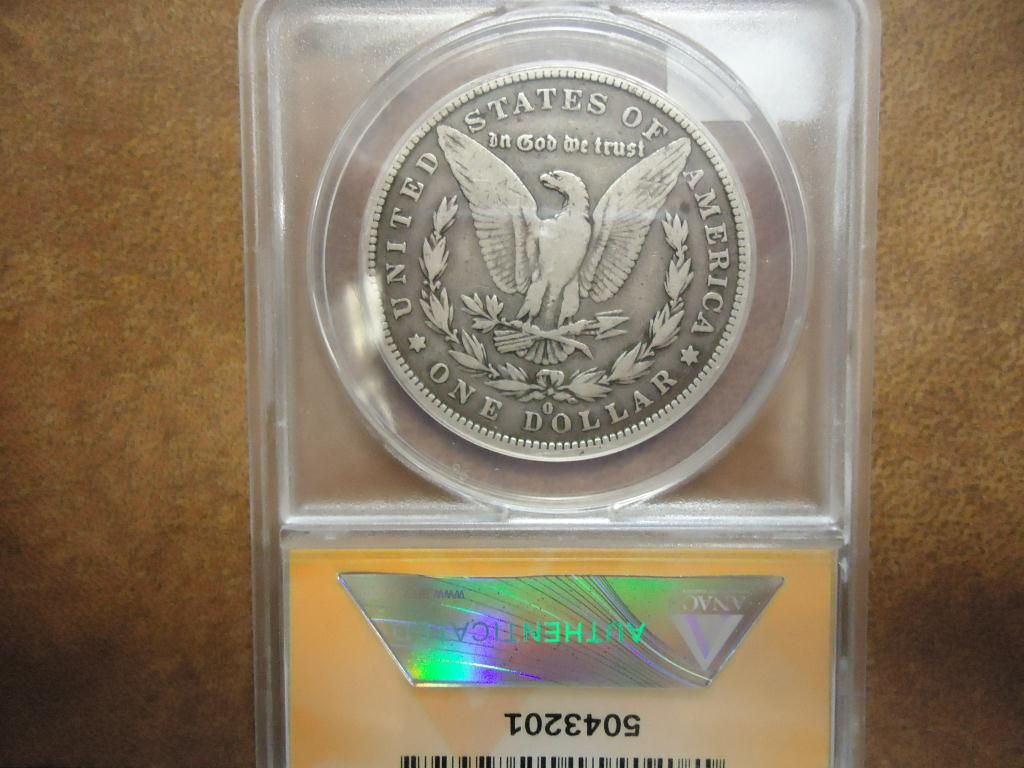 UNITED STATES OF AMERICA
In God We trust
O
ONE DOLLAR
ANACS
AUTHENTICATED
5043201